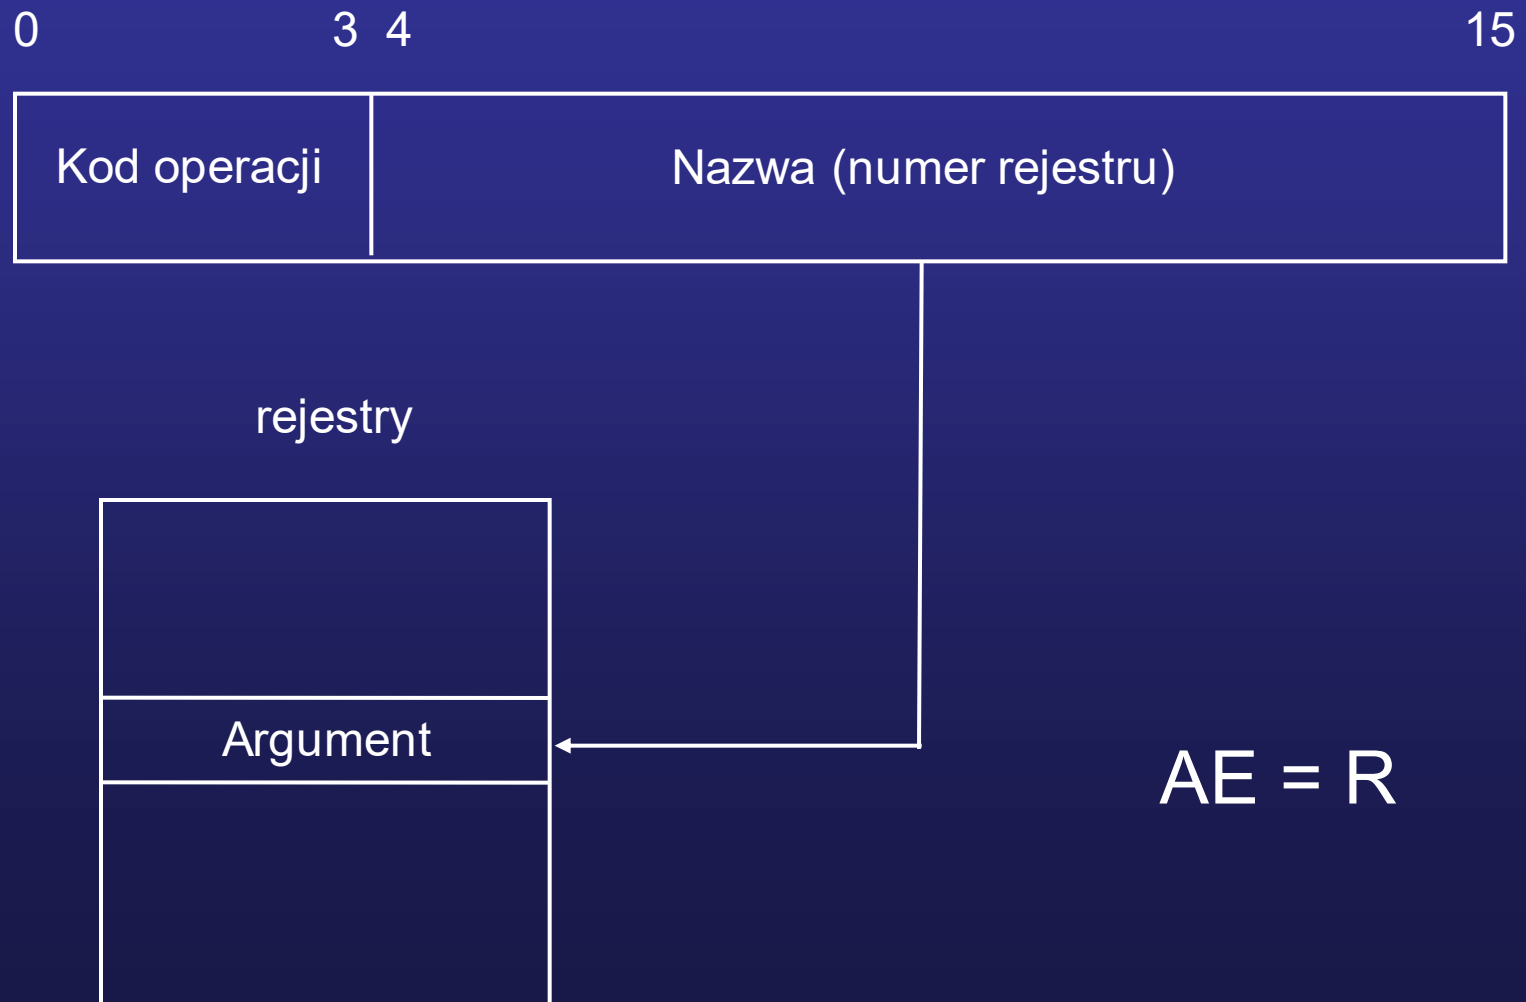 0 3 4 15
Kod operacji Nazwa (numer rejestru)
rejestry
Argument
AE = R